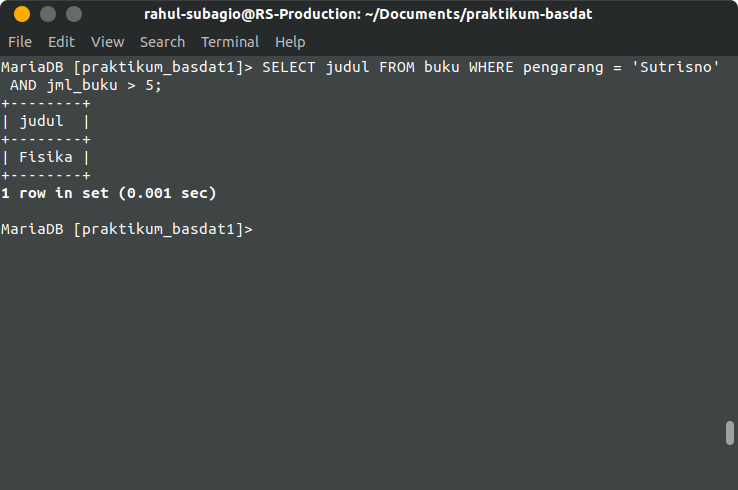 rahul-subagio@RS-Production: ~/Documents/praktikum-basdat
File Edit View Search Terminal Help
MariaDB [praktikum_basdat1]> SELECT judul FROM buku WHERE pengarang = 'Sutrisno'
 AND jml_buku > 5;
+--------+
| judul  |
+--------+
| Fisika |
+--------+
1 row in set (0.001 sec)

MariaDB [praktikum_basdat1]>